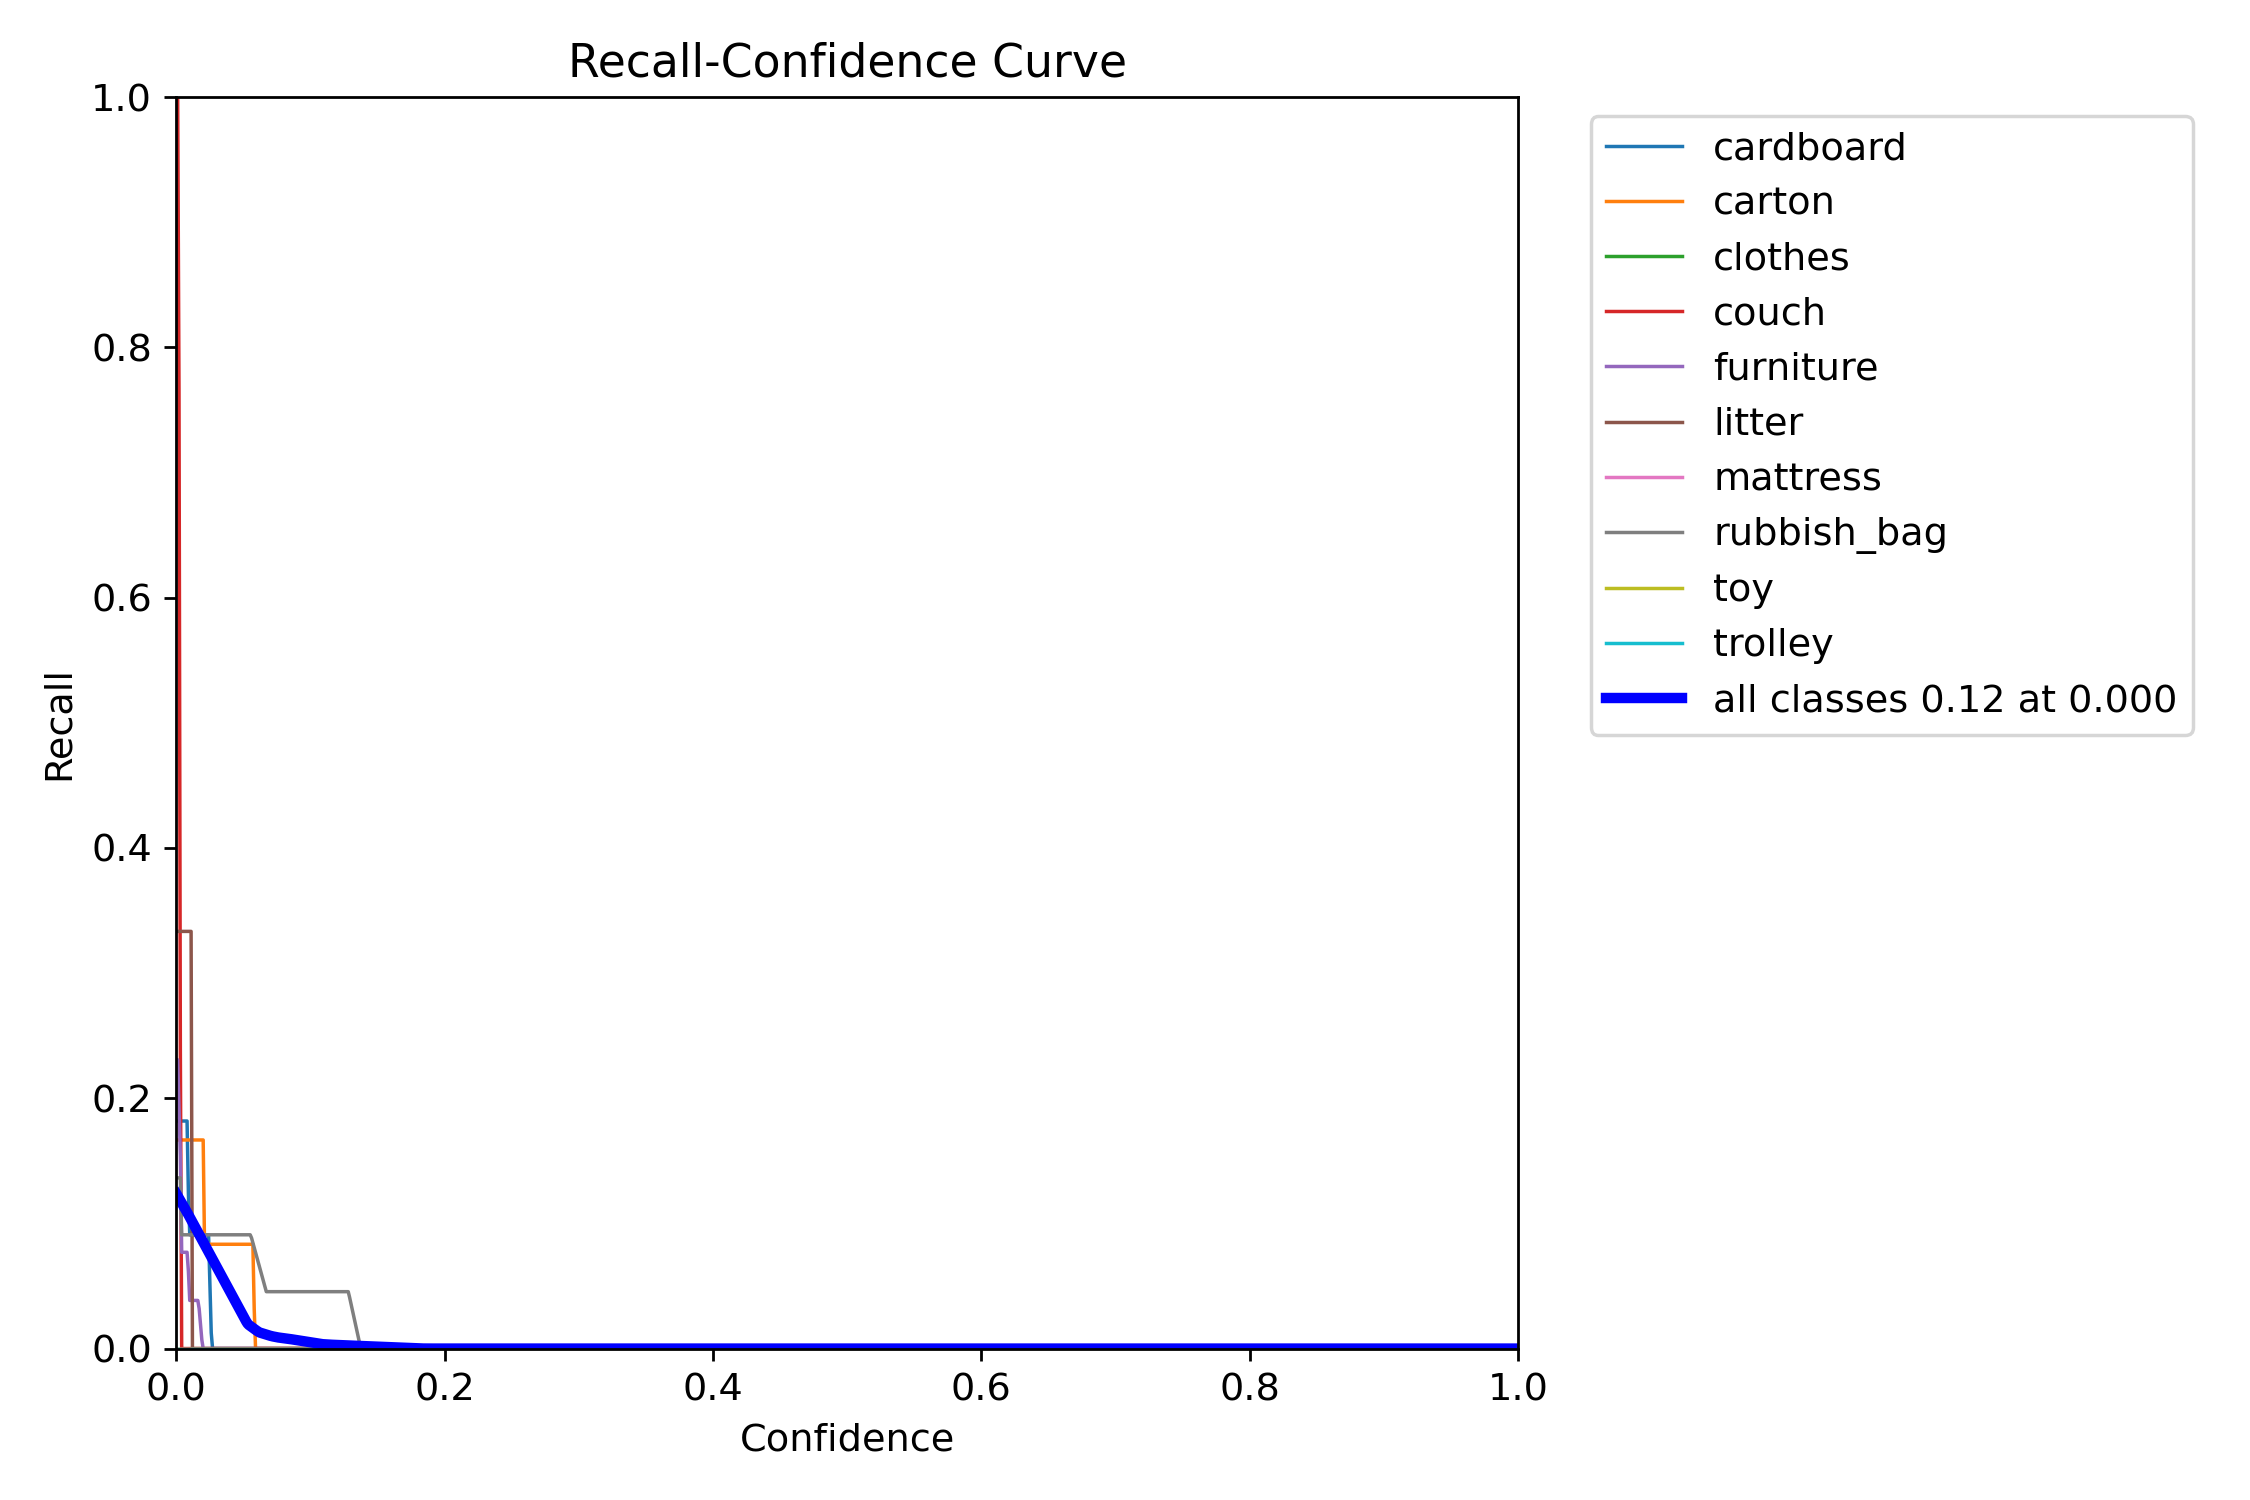 Recall-Confidence Curve
1.0
0.8
0.6
0.4
0.2
0.0
Recall
0.0 0.2 0.4 0.6 0.8 1.0
Confidence
cardboard
carton
clothes
couch
furniture
litter
mattress
rubbish_bag
toy
trolley
all classes 0.12 at 0.000